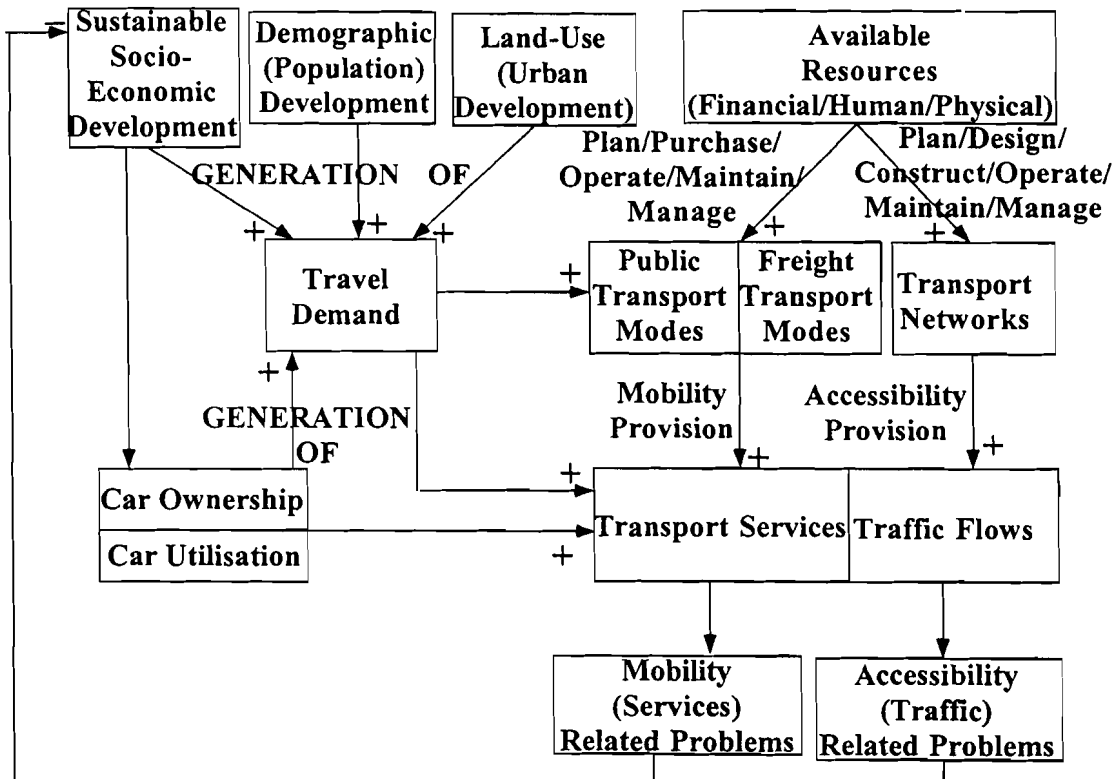 Sustainable
Socio-
Economic
Development
Demographic
(Population)
Development
Land-Use
(Urban
Development)
Available
Resources
(Financial/Human/Physical)
GENERATION OF
Plan/Purchase/
Operate/Maintain/
Manage
Plan/Design/
Construct/Operate/
Maintain/Manage
Travel
Demand
Public
Transport
Modes
Freight
Transport
Modes
Transport
Networks
GENERATION
OF
Mobility
Provision
Accessibility
Provision
Car Ownership
Car Utilisation
Transport Services
Traffic Flows
Mobility
(Services)
Related Problems
Accessibility
(Traffic)
Related Problems